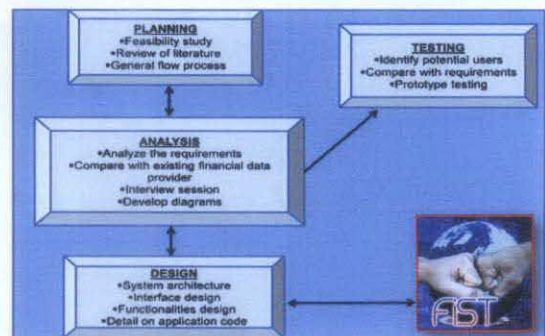 PLANNING
•Feasibility study
•Review of literature
•General flow process
TESTING
•Identify potential users
•Compare with requirements
•Prototype testing
ANALYSIS
•Analyze the requirements
•Compare with existing financial data
provider
•Interview session
•Develop diagrams
DESIGN
•System architecture
•Interface design
•Functionalities design
•Detail on application code
FIST